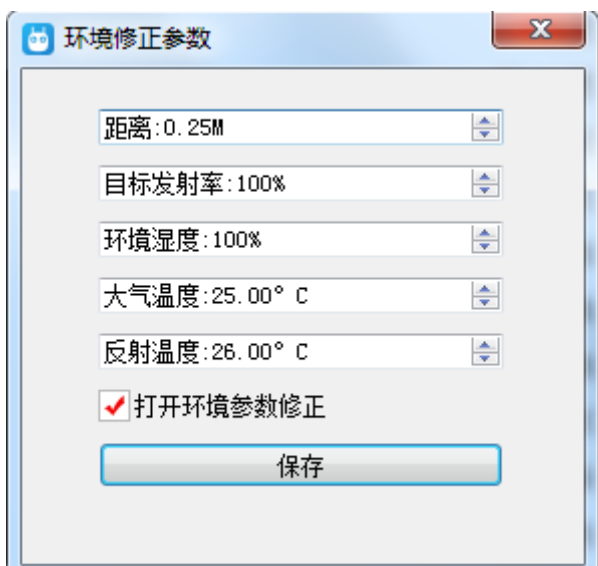 环境修正参数
距离:0.25M
目标发射率:100%
环境湿度:100%
大气温度:25.00° C
反射温度:26.00° C
打开环境参数修正
保存